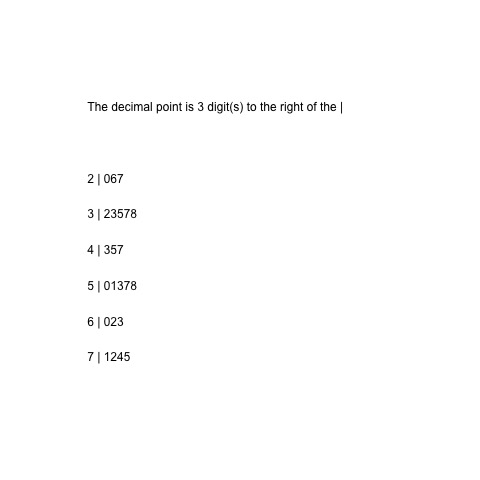 The decimal point is 3 digit(s) to the right of the |
2 | 067
3 | 23578
4 | 357
5 | 01378
6 | 023
7 | 1245